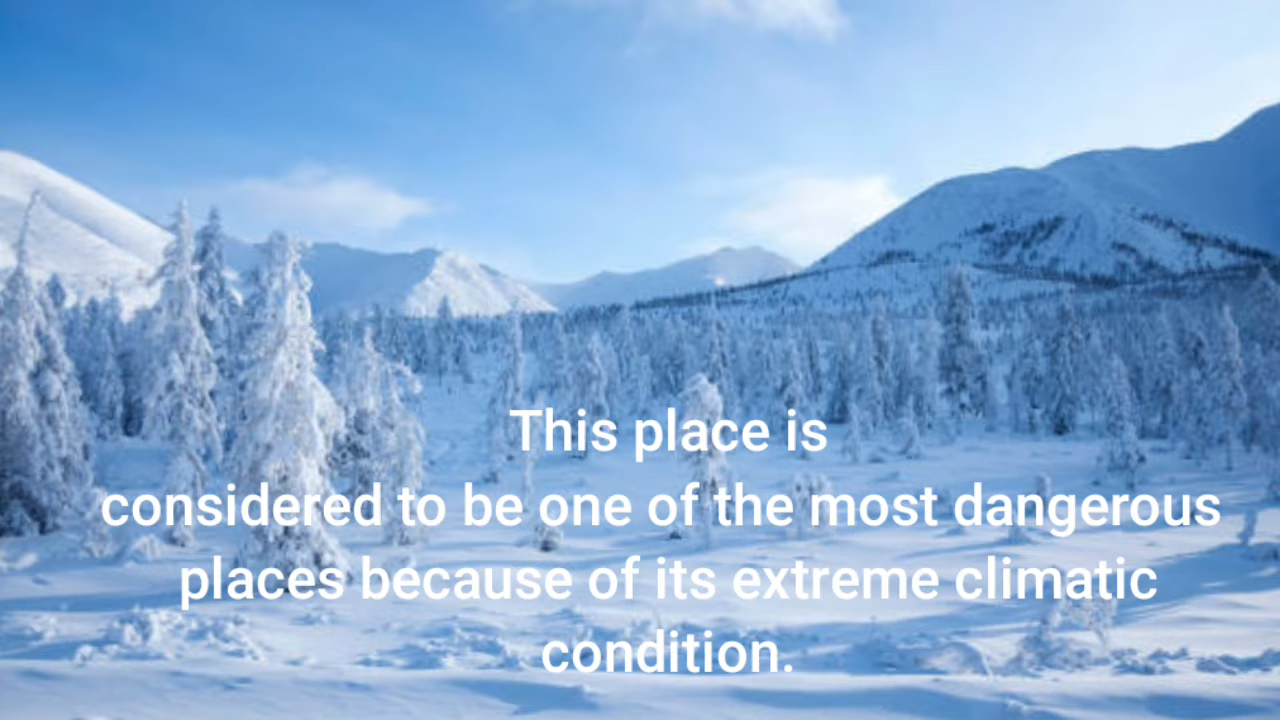 This place is
considered to be one of the most dangerous
places because of its extreme climatic
condition.